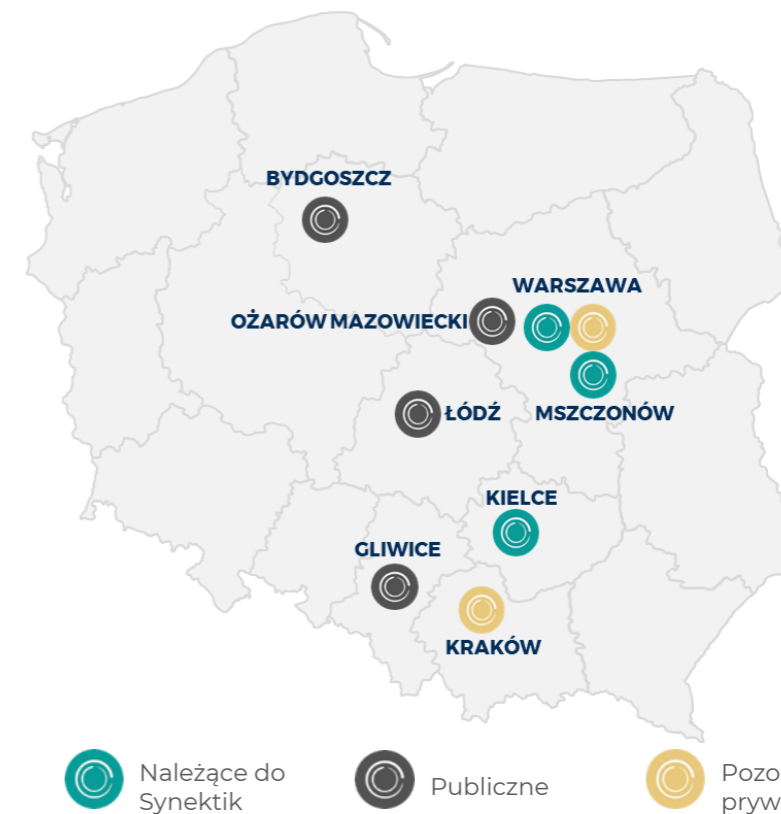 BYDGOSZCZ
WARSZAWA
OŻARÓW MAZOWIECKI
ŁÓDŹ
MSZCZONÓW
KIELCE
GLIWICE
KRAKÓW
Należące do
Synektik
Publiczne